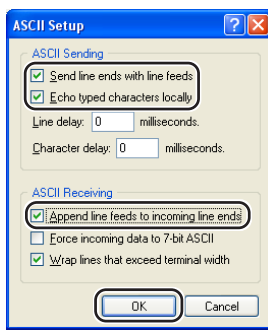 ASCII Setup
ASCII Sending
Send line ends with line feeds
Echo typed characters locally
Line delay: 0 milliseconds.
Character delay: 0 milliseconds.
ASCII Receiving
Append line feeds to incoming line ends
Force incoming data to 7-bit ASCII
Wrap lines that exceed terminal width
OK Cancel